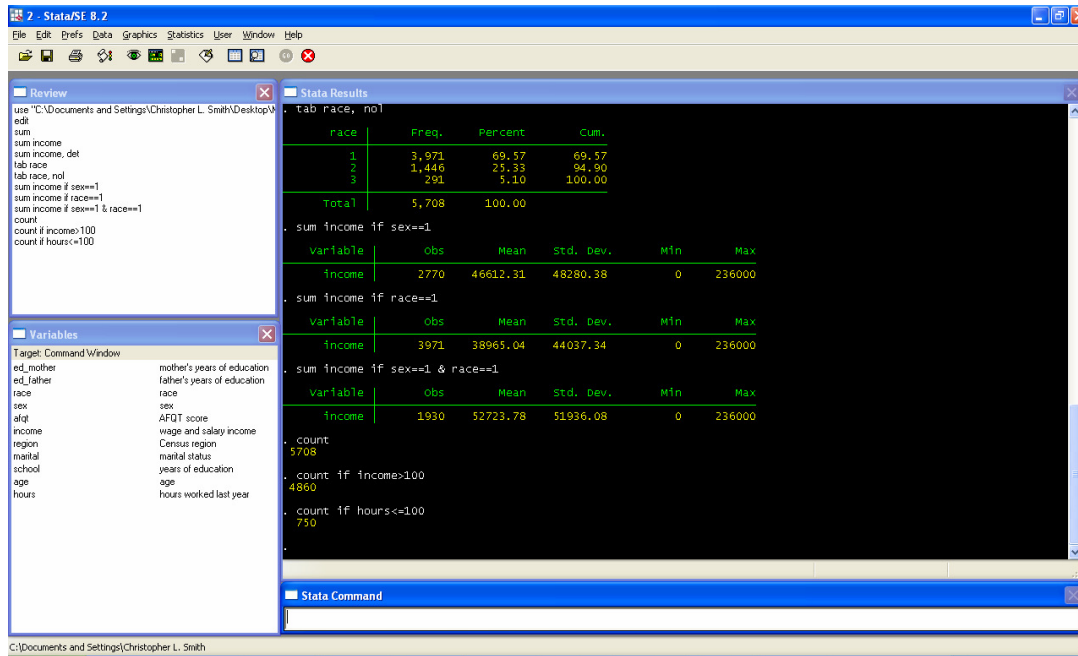 2 - Stata/SE 8.2
File Edit Prefs Data Graphics Statistics User Window Help
Review
use "C:\Documents and Settings\Christopher L. Smith\Desktop\
edit
sum
sum income
sum income, det
tab race
tab race, nol
sum income if sex==1
sum income if race==1
sum income if sex==1 & race==1
count
count if income>100
count if hours<=100
Variables
Target: Command Window
ed_mother mother's years of education
ed_father father's years of education
race race
sex sex
afqt AFQT score
income wage and salary income
region Census region
marital marital status
school years of education
age age
hours hours worked last year
Stata Results
. tab race, nol
race | Freq. Percent Cum.
1 | 3,971 69.57 69.57
2 | 1,446 25.33 94.90
3 | 291 5.10 100.00
Total | 5,708 100.00
. sum income if sex==1
Variable | Obs Mean Std. Dev. Min Max
income | 2770 46612.31 48280.38 0 236000
. sum income if race==1
Variable | Obs Mean Std. Dev. Min Max
income | 3971 38965.04 44037.34 0 236000
. sum income if sex==1 & race==1
Variable | Obs Mean Std. Dev. Min Max
income | 1930 52723.78 51936.08 0 236000
. count
5708
. count if income>100
4860
. count if hours<=100
750
.
Stata Command
C:\Documents and Settings\Christopher L. Smith